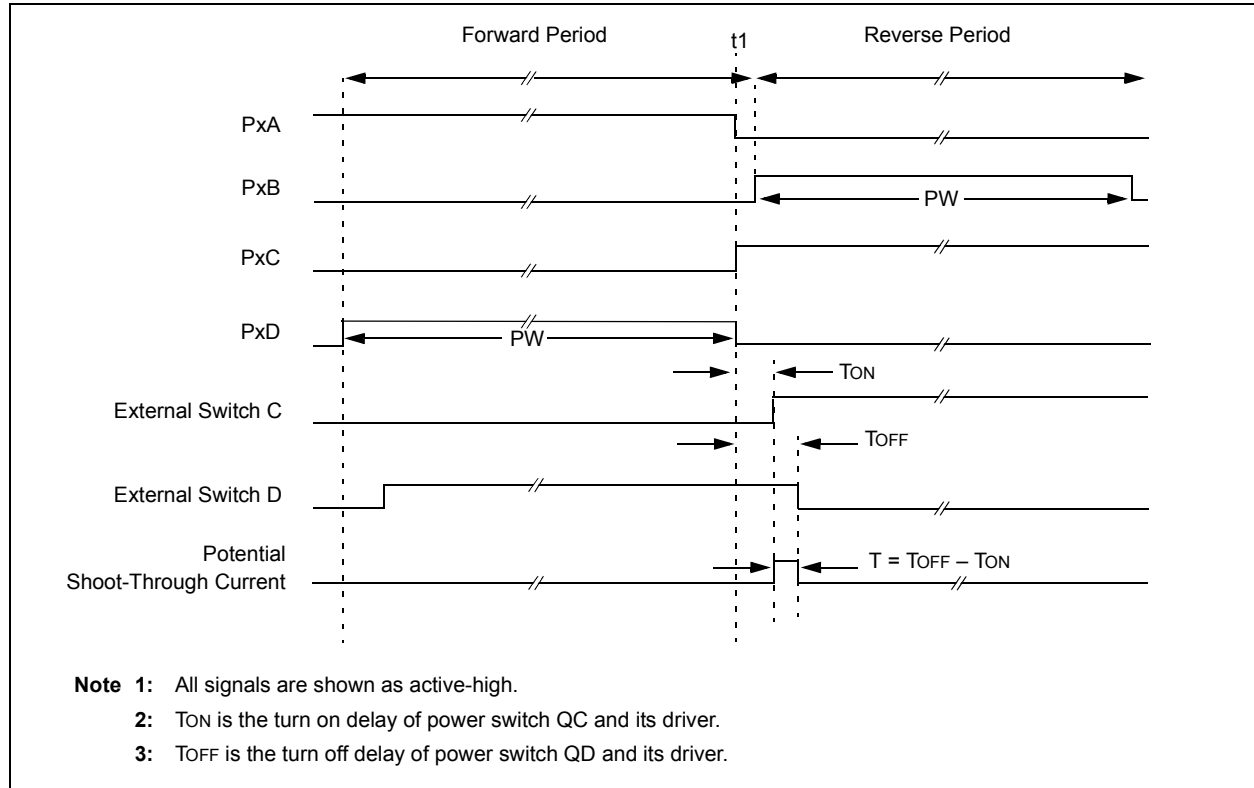 Forward Period
t1
Reverse Period
PxA
PxB
PW
PxC
PxD
PW
TON
External Switch C
TOFF
External Switch D
Potential
Shoot-Through Current
T = TOFF – TON
Note 1: All signals are shown as active-high.
2: TON is the turn on delay of power switch QC and its driver.
3: TOFF is the turn off delay of power switch QD and its driver.